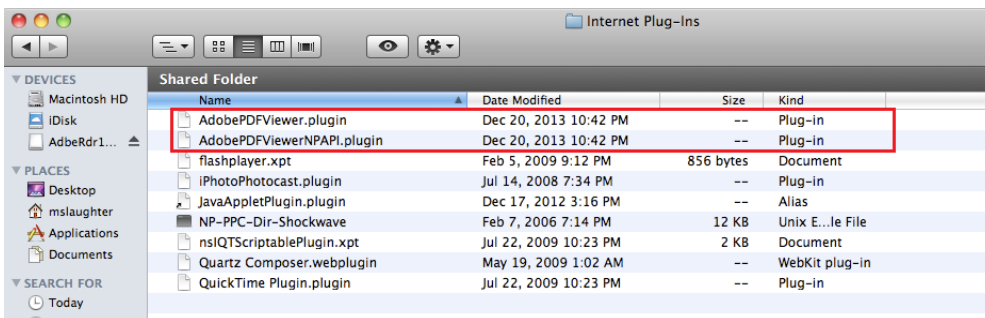 Internet Plug-Ins
DEVICES
Macintosh HD
iDisk
AdbeRdr1...
PLACES
Desktop
mslaughter
Applications
Documents
SEARCH FOR
Today
Shared Folder
Name Date Modified Size Kind
AdobePDFViewer.plugin Dec 20, 2013 10:42 PM -- Plug-in
AdobePDFViewerNPAPI.plugin Dec 20, 2013 10:42 PM -- Plug-in
flashplayer.xpt Feb 5, 2009 9:12 PM 856 bytes Document
iPhotoPhotocast.plugin Jul 14, 2008 7:34 PM -- Plug-in
JavaAppletPlugin.plugin Dec 17, 2012 3:16 PM -- Alias
NP-PPC-Dir-Shockwave Feb 7, 2006 7:14 PM 12 KB Unix E...le File
nsIQTScriptablePlugin.xpt Jul 22, 2009 10:23 PM 2 KB Document
Quartz Composer.webplugin May 19, 2009 1:02 AM -- WebKit plug-in
QuickTime Plugin.plugin Jul 22, 2009 10:23 PM -- Plug-in